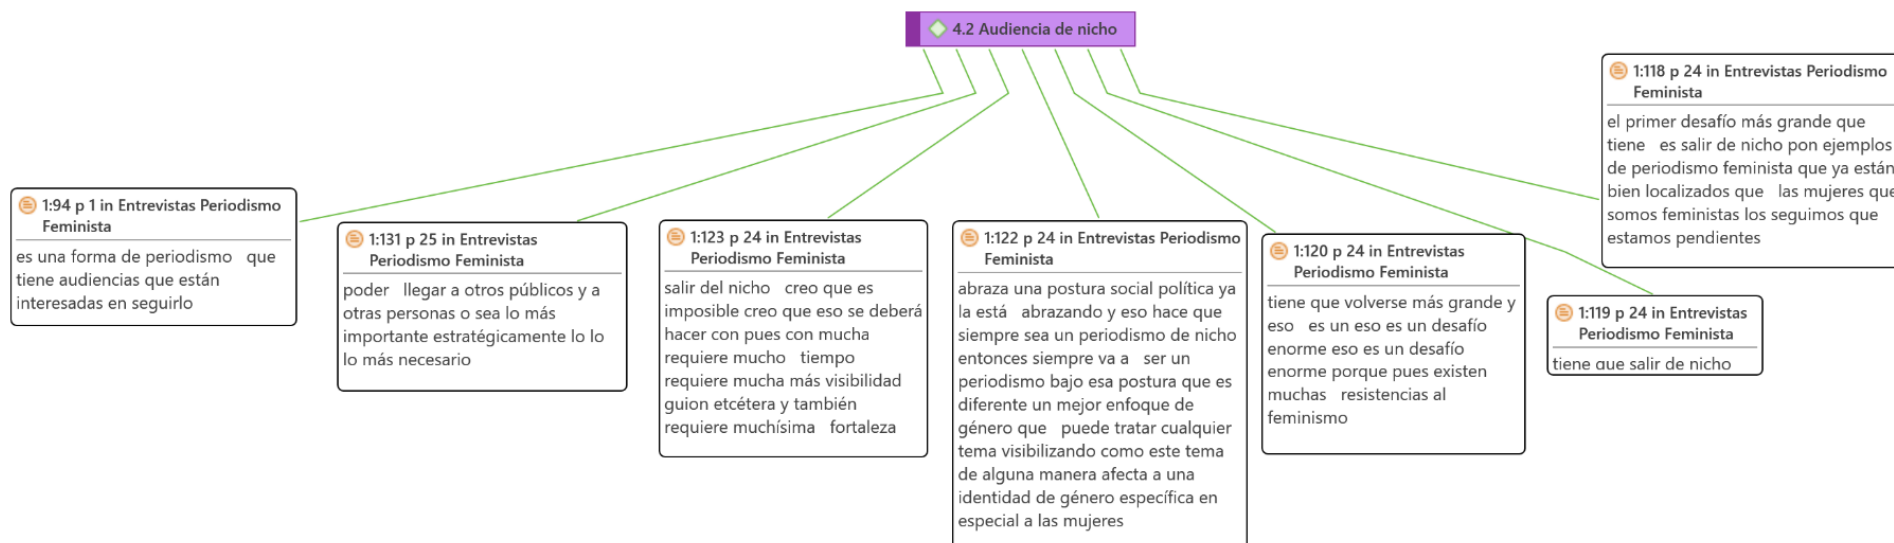 4.2 Audiencia de nicho
1:118 p 24 in Entrevistas Periodismo
Feminista
el primer desafío más grande que
tiene es salir de nicho pon ejemplos
de periodismo feminista que ya están
bien localizados que las mujeres que
somos feministas los seguimos que
estamos pendientes
1:94 p 1 in Entrevistas Periodismo
Feminista
es una forma de periodismo que
tiene audiencias que están
interesadas en seguirlo
1:131 p 25 in Entrevistas
Periodismo Feminista
poder llegar a otros públicos y a
otras personas o sea lo más
importante estratégicamente lo lo
lo más necesario
1:123 p 24 in Entrevistas
Periodismo Feminista
salir del nicho creo que es
imposible creo que eso se deberá
hacer con pues con mucha
requiere mucho tiempo
requiere mucha más visibilidad
guion etcétera y también
requiere muchísima fortaleza
1:122 p 24 in Entrevistas Periodismo
Feminista
abraza una postura social política ya
la está abrazando y eso hace que
siempre sea un periodismo de nicho
entonces siempre va a ser un
periodismo bajo esa postura que es
diferente un mejor enfoque de
género que puede tratar cualquier
tema visibilizando como este tema
de alguna manera afecta a una
identidad de género específica en
especial a las mujeres
1:120 p 24 in Entrevistas
Periodismo Feminista
tiene que volverse más grande y
eso es un eso es un desafío
enorme eso es un desafío
enorme porque pues existen
muchas resistencias al
feminismo
1:119 p 24 in Entrevistas
Periodismo Feminista
tiene que salir de nicho